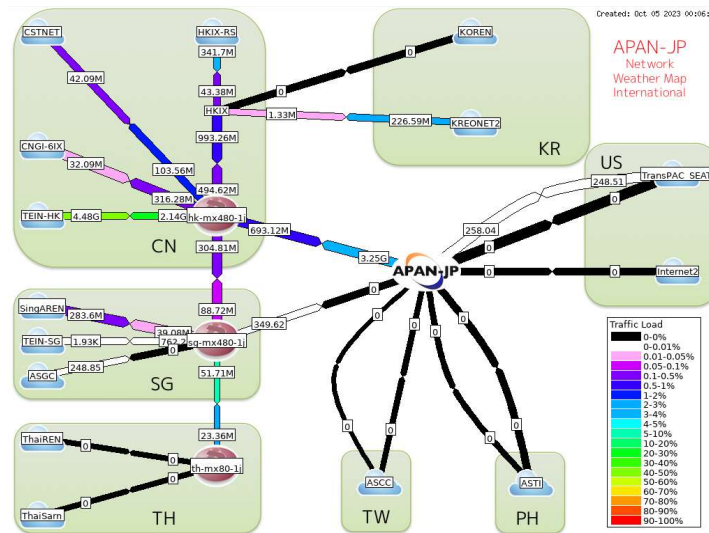 Created: Oct 05 2023 00:06:
APAN-JP
Network
Weather Map
International
CSTNET
HKIX-RS
341.7M
42.09M
43.38M
HKIX
993.26M
CNGI-6IX
32.09M
103.56M
494.62M
316.28M
TEIN-HK
4.48G
2.14G
hk-mx480-1j
693.12M
3.25G
304.81M
CN
KOREN
0
0
1.33M
226.59M
KREONET2
KR
US
TransPAC_SEAT
248.51
258.04
0
0
Internet2
0
0
APAN-JP
SingAREN
283.6M
39.08M
88.72M
349.62
0
TEIN-SG
1.93K
762.2
sg-mx480-1j
ASGC
248.85
0
51.71M
SG
ThaiREN
0
0
23.36M
th-mx80-1j
ThaiSarn
0
0
TH
0
0
0
0
ASCC
TW
0
0
0
0
ASTI
PH
Traffic Load
0-0%
0-0.01%
0.01-0.05%
0.05-0.1%
0.1-0.5%
0.5-1%
1-2%
2-3%
3-4%
4-5%
5-10%
10-20%
20-30%
30-40%
40-50%
50-60%
60-70%
70-80%
80-90%
90-100%